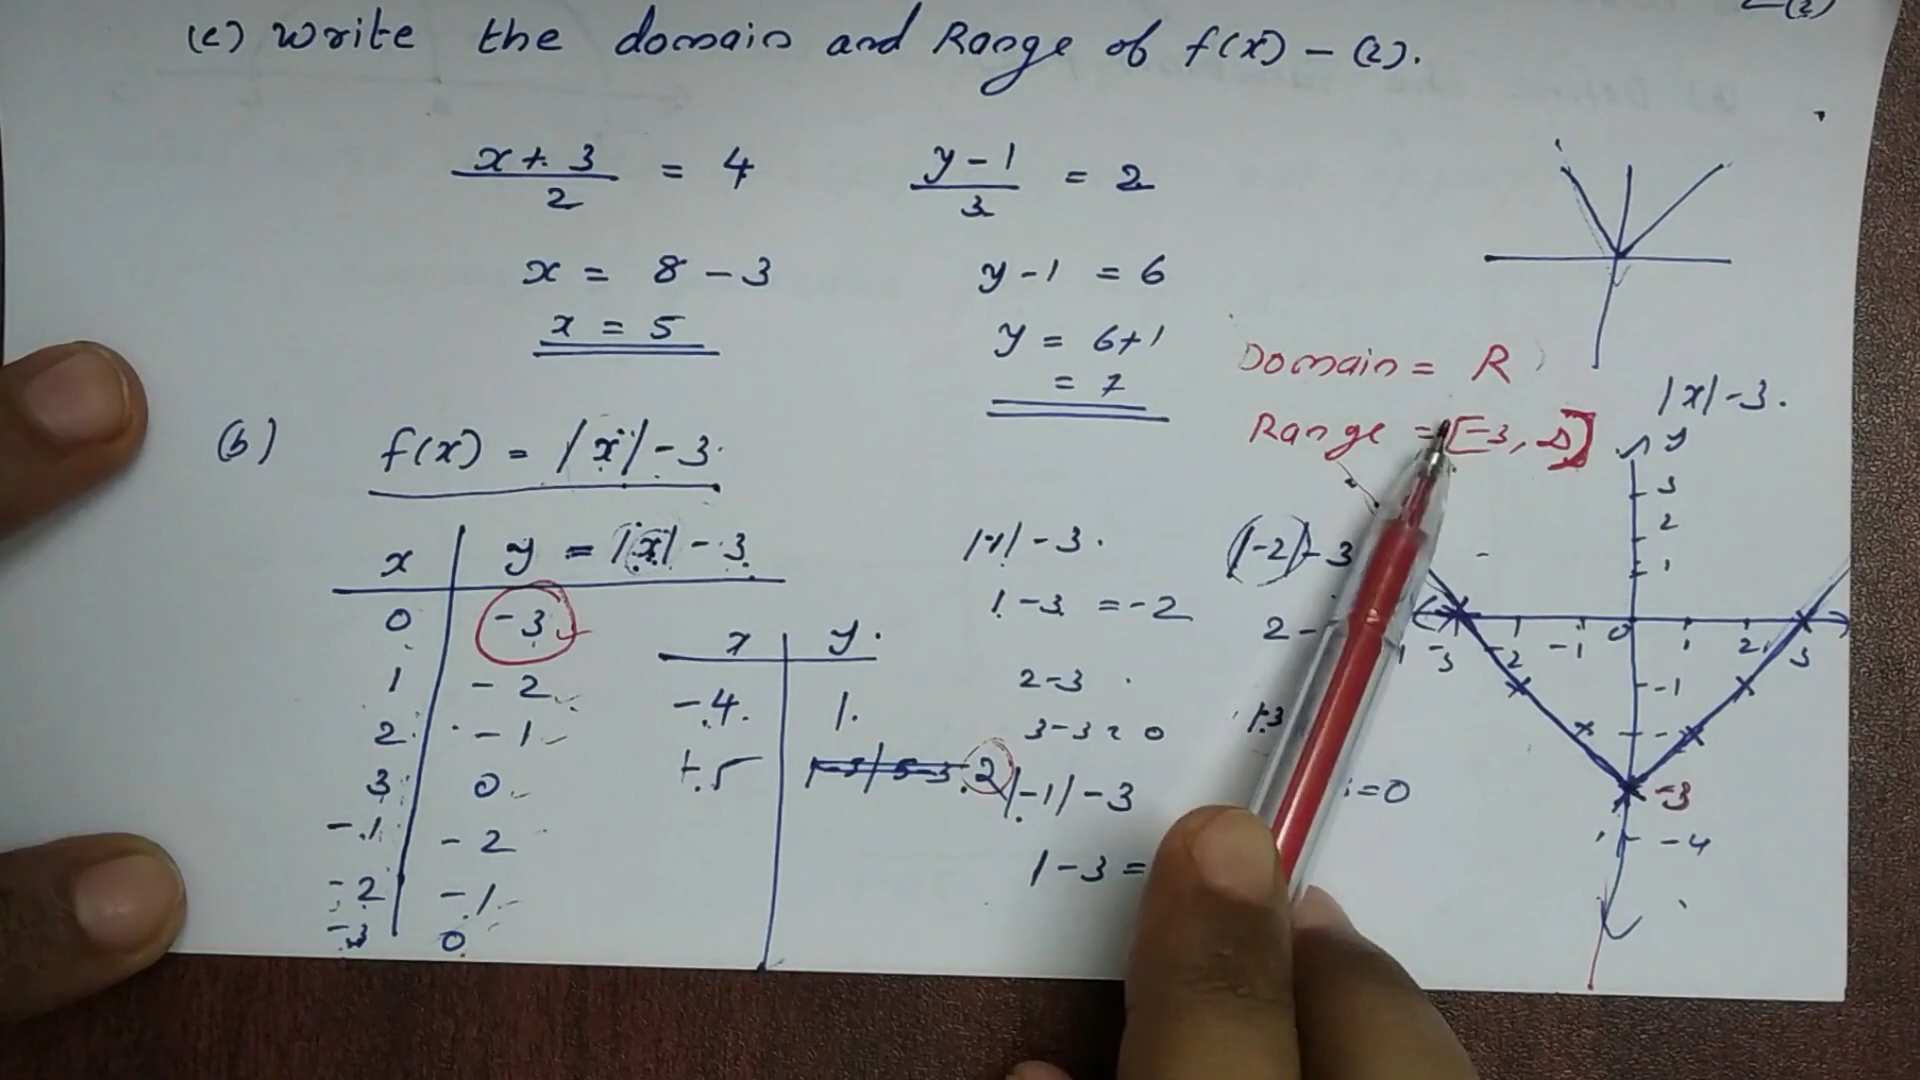 (c) Write the domain and Range of f(x) - (2).
x + 3 / 2 = 4
x = 8 - 3
x = 5
y - 1 / 3 = 2
y - 1 = 6
y = 6+1
= 7
Domain = R
Range = [-3,
|x| - 3.
(b) f(x) = |x| - 3.
x y = |x| - 3
0 -3
1 -2
2 -1
3 0
-1 -2
-2 -1
-3 0
x y
-4 1
+5 2
1 - 3 = -2
2-3
3-3 = 0
|-1| - 3
1 - 3 =
|-2| - 3
2 -
= 0
y
3
2
1
-3 -2 -1 0 1 2 3
-1
-3
-4